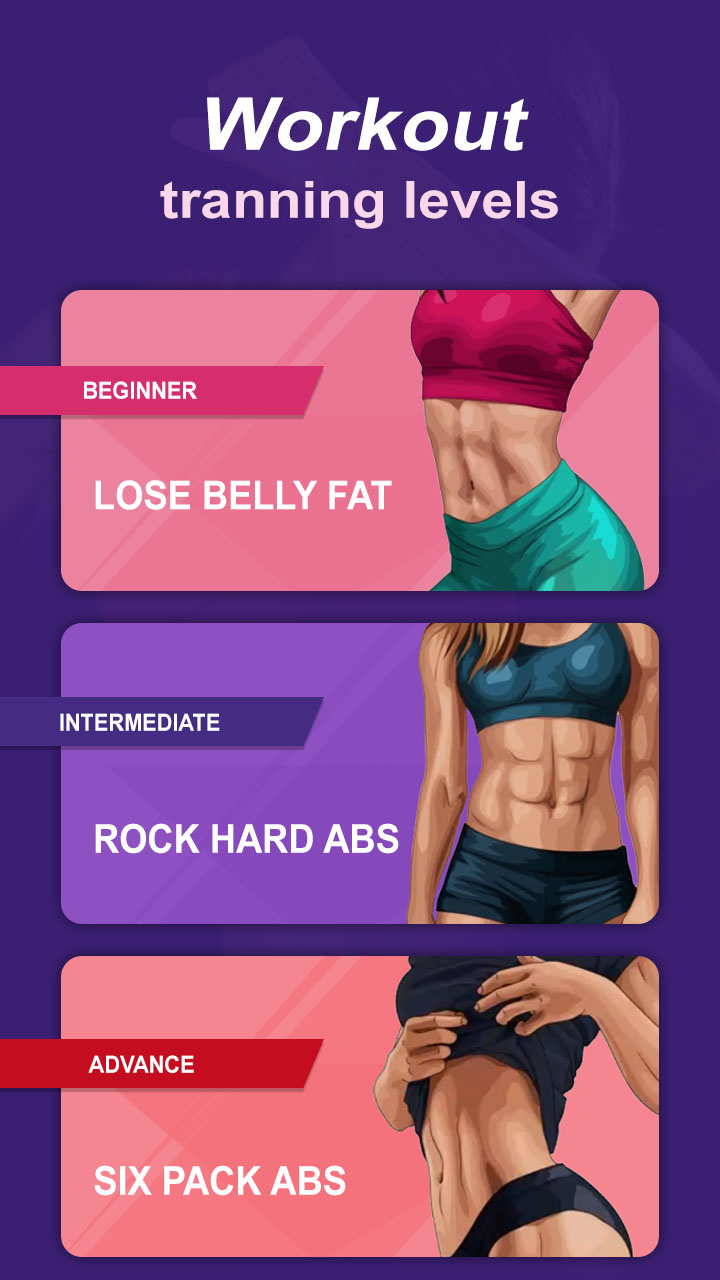 Workout
tranning levels
BEGINNER
LOSE BELLY FAT
INTERMEDIATE
ROCK HARD ABS
ADVANCE
SIX PACK ABS